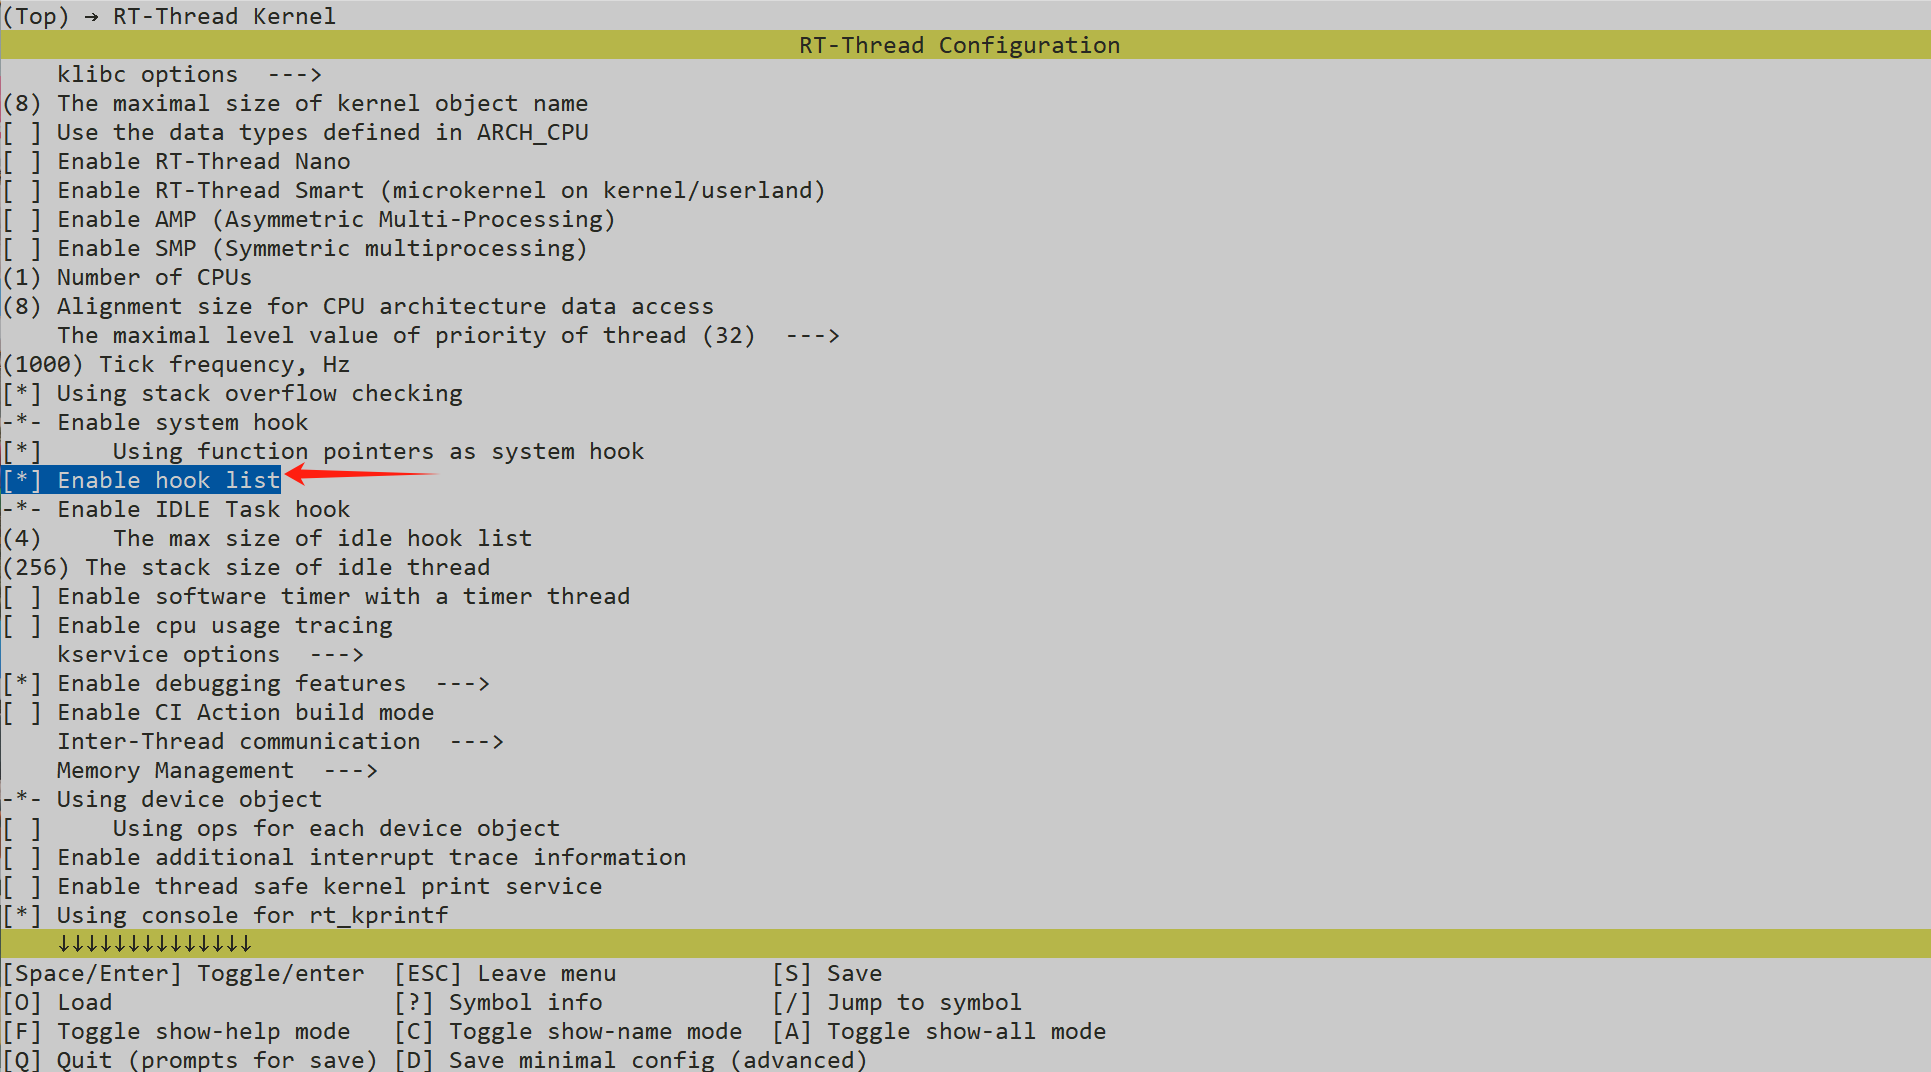 (Top) → RT-Thread Kernel
RT-Thread Configuration
klibc options  --->
(8) The maximal size of kernel object name
[ ] Use the data types defined in ARCH_CPU
[ ] Enable RT-Thread Nano
[ ] Enable RT-Thread Smart (microkernel on kernel/userland)
[ ] Enable AMP (Asymmetric Multi-Processing)
[ ] Enable SMP (Symmetric multiprocessing)
(1) Number of CPUs
(8) Alignment size for CPU architecture data access
The maximal level value of priority of thread (32)  --->
(1000) Tick frequency, Hz
[*] Using stack overflow checking
-*- Enable system hook
[*]     Using function pointers as system hook
[*] Enable hook list
-*- Enable IDLE Task hook
(4)     The max size of idle hook list
(256) The stack size of idle thread
[ ] Enable software timer with a timer thread
[ ] Enable cpu usage tracing
kservice options  --->
[*] Enable debugging features  --->
[ ] Enable CI Action build mode
Inter-Thread communication  --->
Memory Management  --->
-*- Using device object
[ ]     Using ops for each device object
[ ] Enable additional interrupt trace information
[ ] Enable thread safe kernel print service
[*] Using console for rt_kprintf
↓↓↓↓↓↓↓↓↓↓↓↓↓↓
[Space/Enter] Toggle/enter  [ESC] Leave menu           [S] Save
[O] Load                    [?] Symbol info            [/] Jump to symbol
[F] Toggle show-help mode   [C] Toggle show-name mode  [A] Toggle show-all mode
[Q] Quit (prompts for save) [D] Save minimal config (advanced)